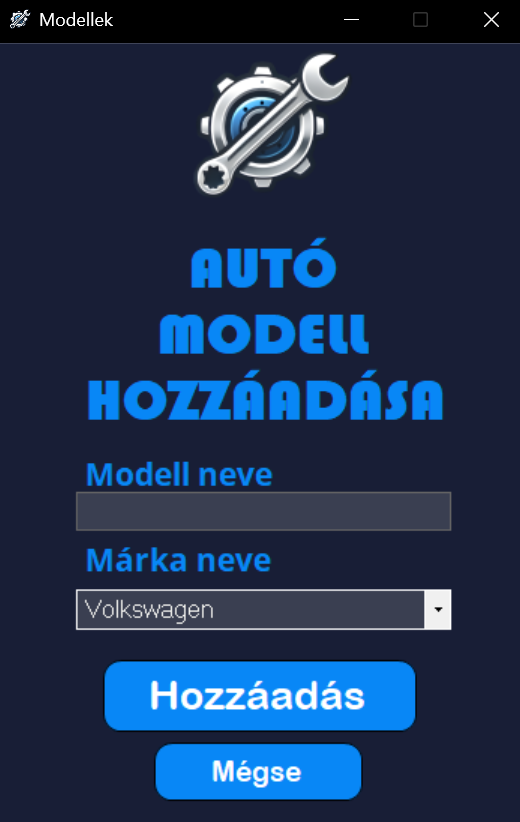 Modellek
AUTÓ
MODELL
HOZZÁADÁSA
Modell neve
Márka neve
Volkswagen
Hozzáadás
Mégse